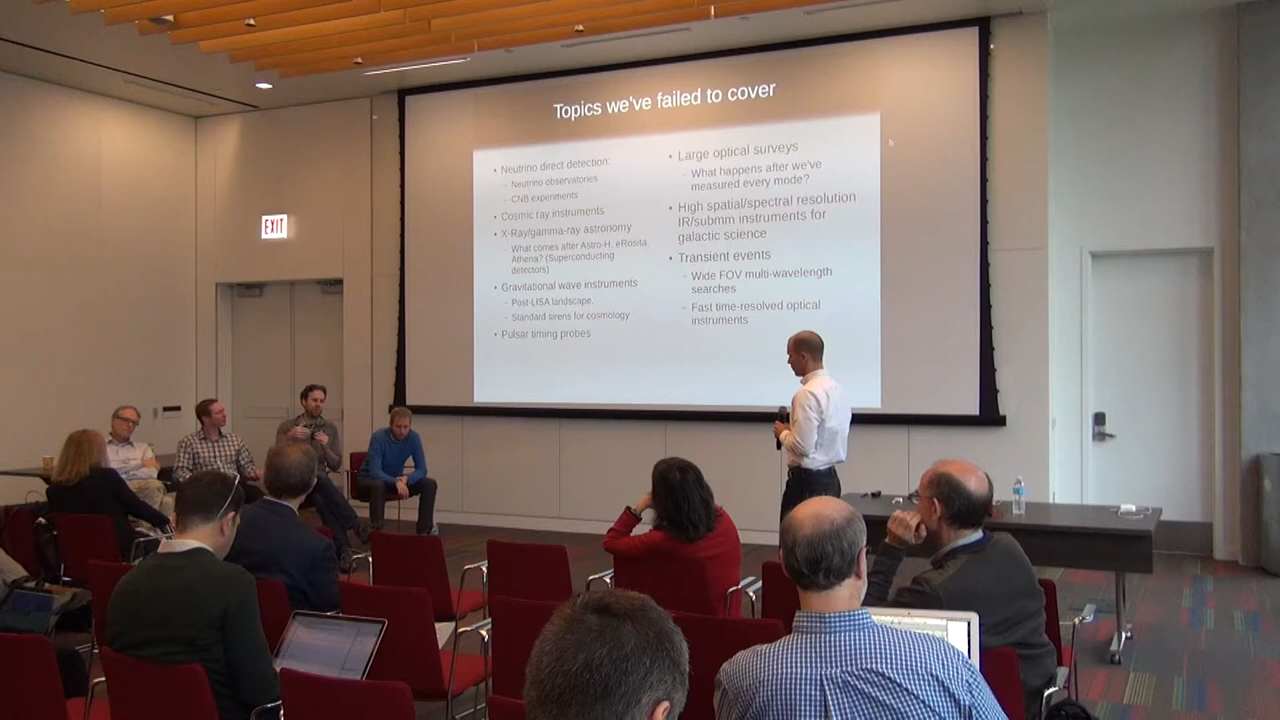 Topics we've failed to cover
• Neutrino direct detection:
– Neutrino observatories
– CNB experiments
• Cosmic ray instruments
• X-Ray/gamma-ray astronomy
– What comes after Astro-H, eRosita,
Athena? (Superconducting
detectors)
• Gravitational wave instruments
– Post-LISA landscape.
– Standard sirens for cosmology
• Pulsar timing probes
• Large optical surveys
– What happens after we've
measured every mode?
• High spatial/spectral resolution
IR/submm instruments for
galactic science
• Transient events
– Wide FOV multi-wavelength
searches
– Fast time-resolved optical
instruments
EXIT